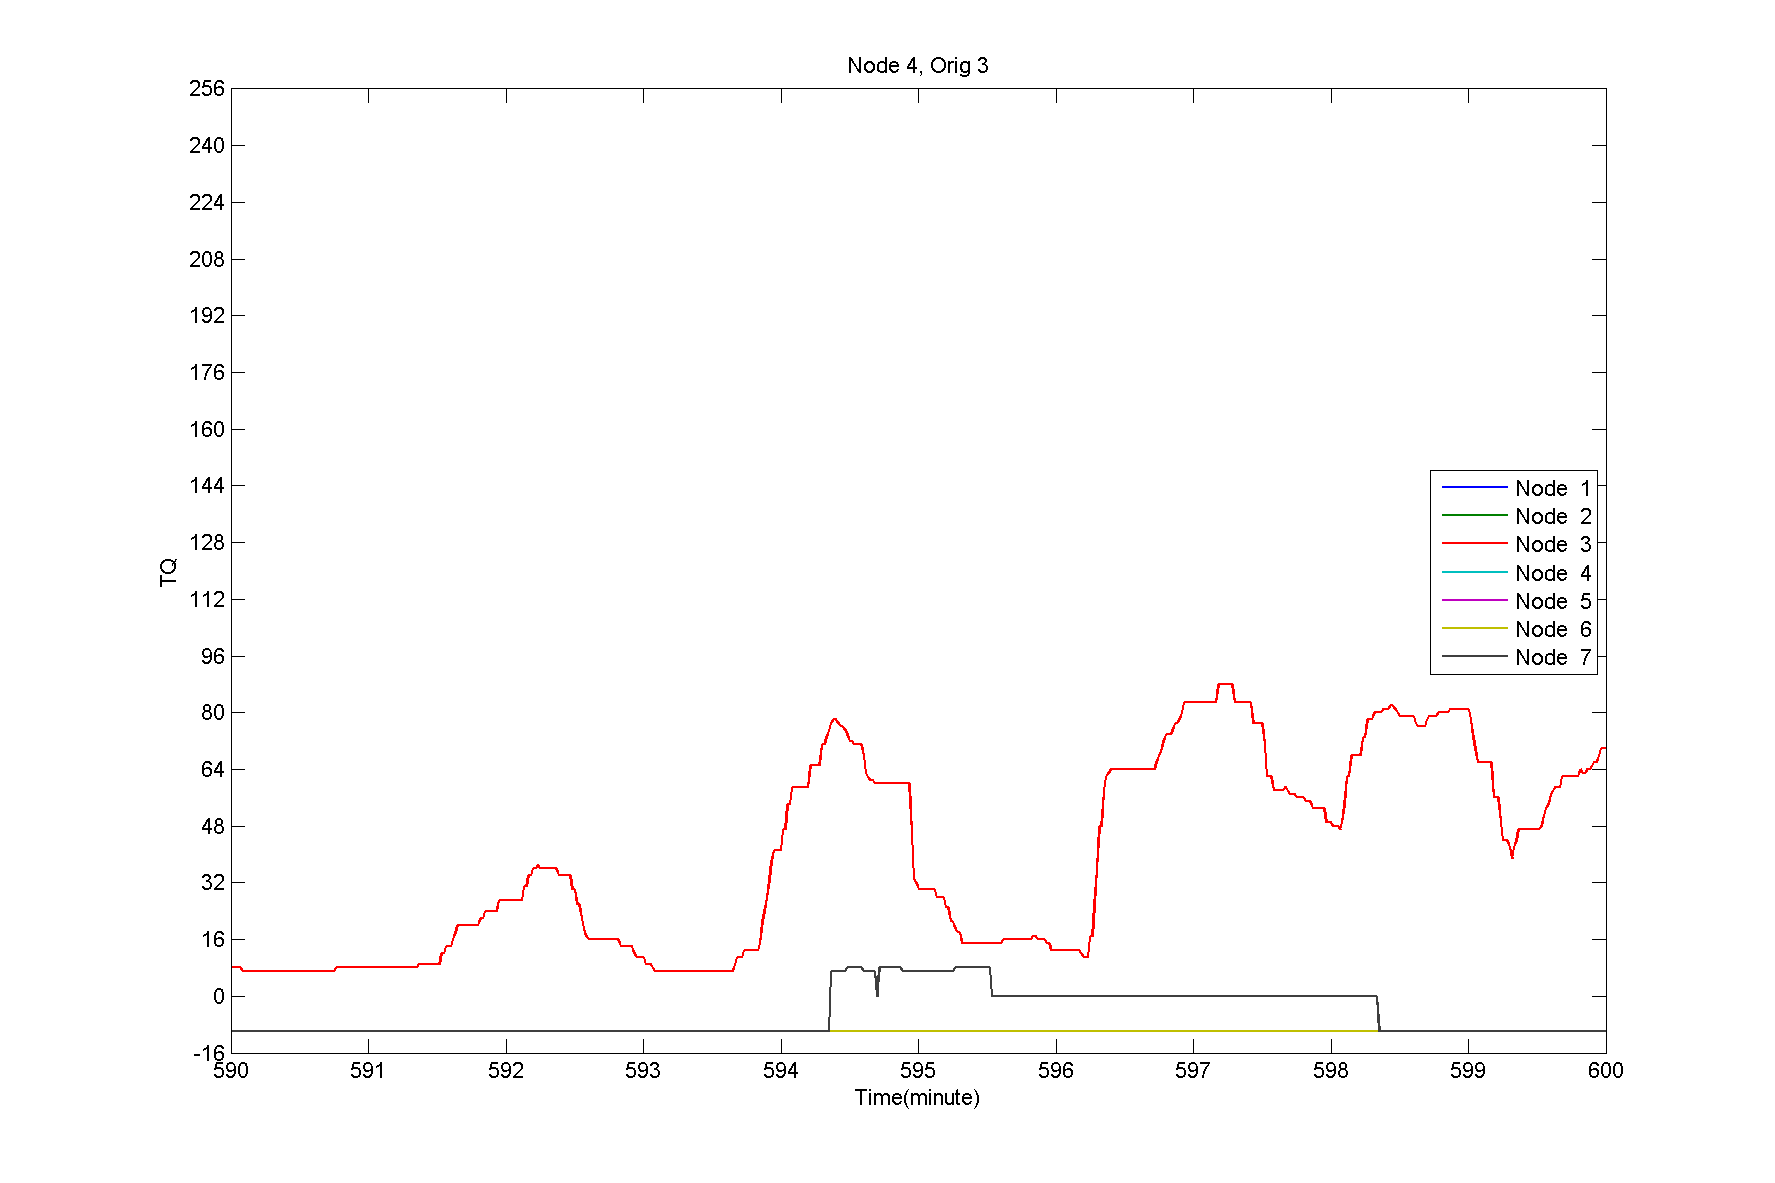 Node 4, Orig 3
256
240
224
208
192
176
160
144
128
112
96
80
64
48
32
16
0
-16
TQ
Node 1
Node 2
Node 3
Node 4
Node 5
Node 6
Node 7
590 591 592 593 594 595 596 597 598 599 600
Time(minute)